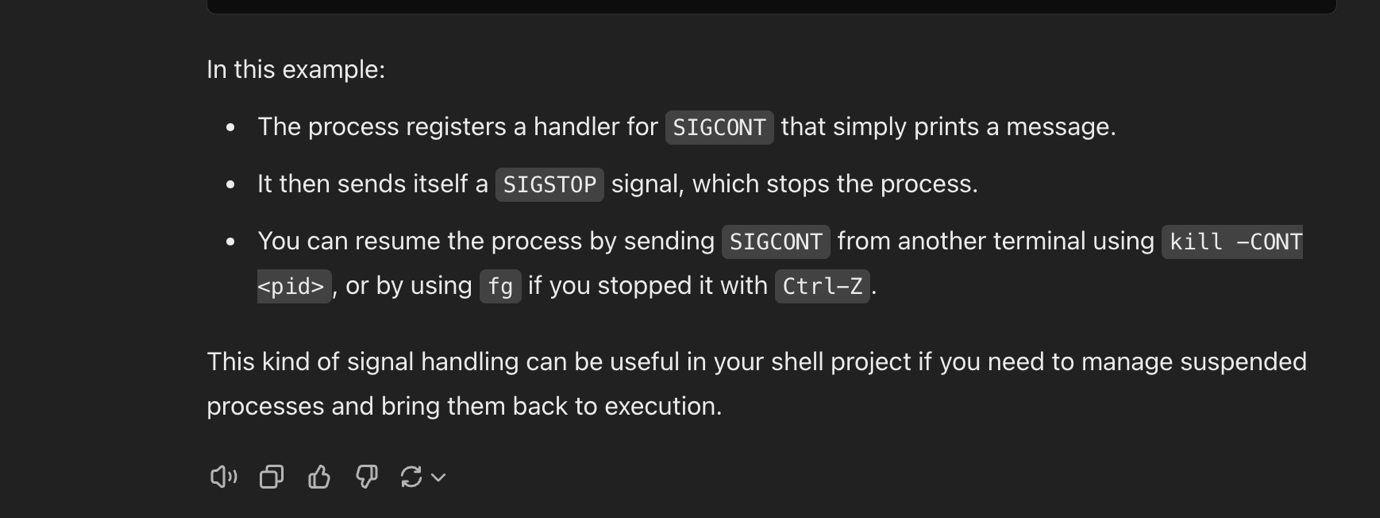 In this example:
The process registers a handler for SIGCONT that simply prints a message.
It then sends itself a SIGSTOP signal, which stops the process.
You can resume the process by sending SIGCONT from another terminal using kill -CONT
<pid>, or by using fg if you stopped it with Ctrl-Z.
This kind of signal handling can be useful in your shell project if you need to manage suspended
processes and bring them back to execution.